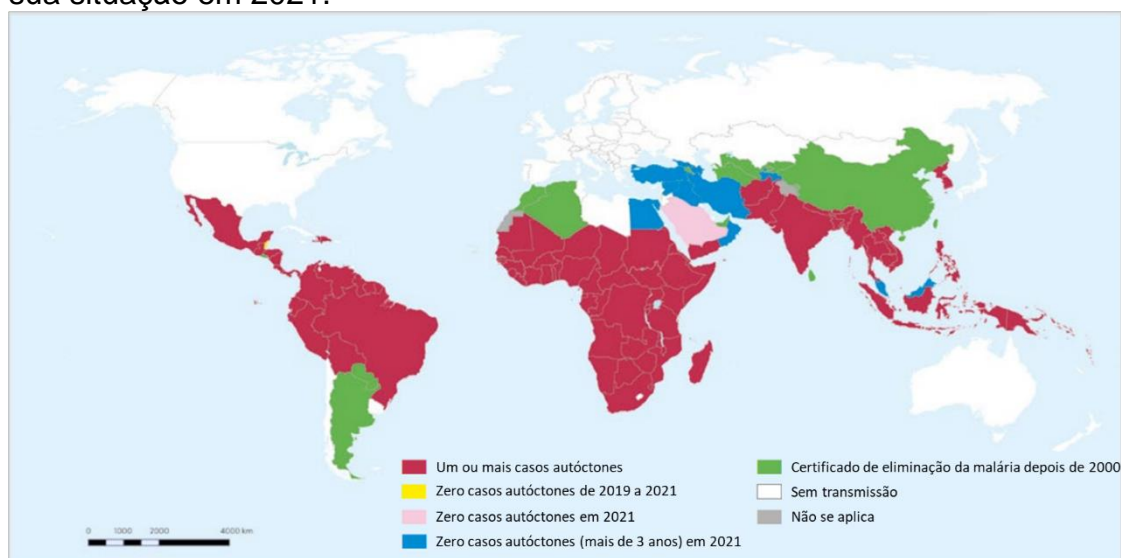 sua situação em 2021.
Um ou mais casos autóctones
Zero casos autóctones de 2019 a 2021
Zero casos autóctones em 2021
Zero casos autóctones (mais de 3 anos) em 2021
Certificado de eliminação da malária depois de 2000
Sem transmissão
Não se aplica
0 1000 2000 4000 km